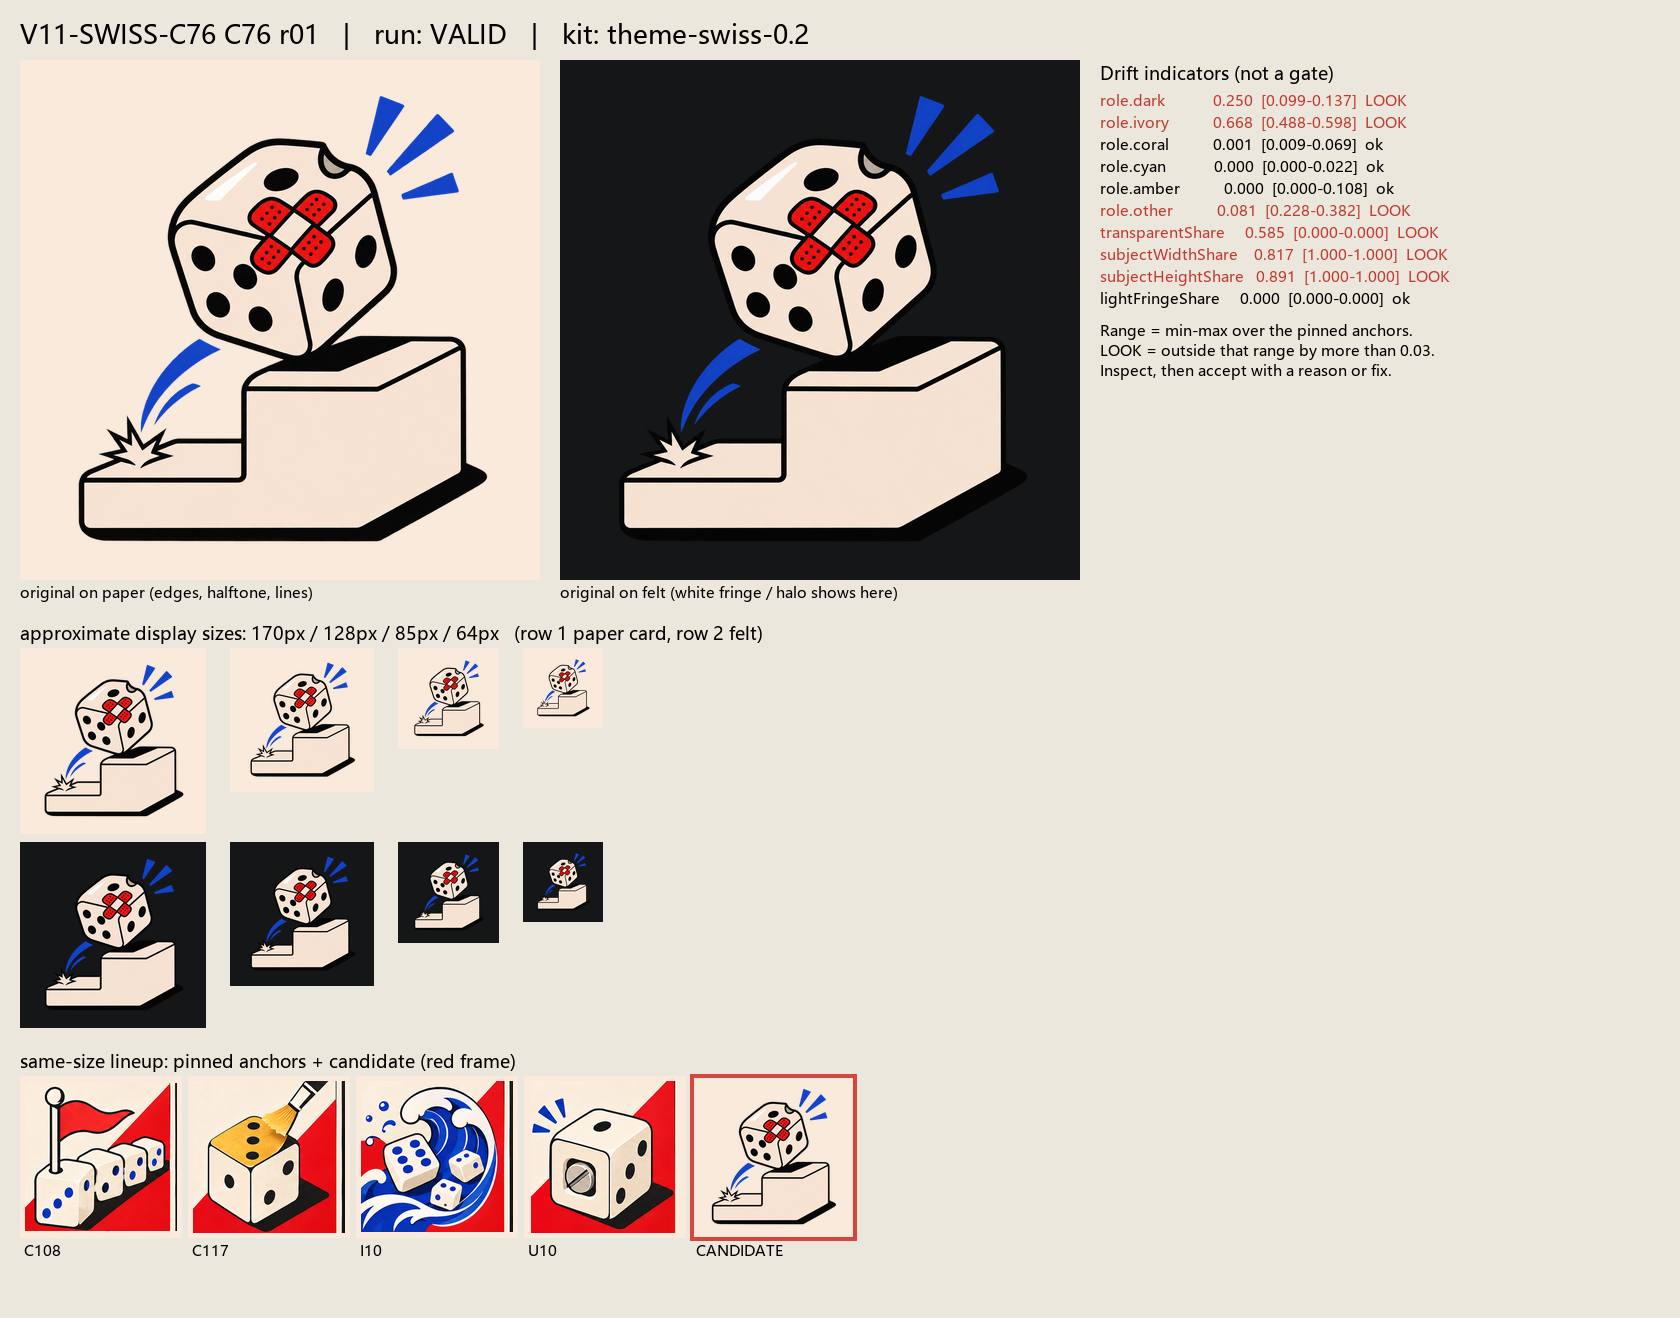 V11-SWISS-C76 C76 r01 | run: VALID | kit: theme-swiss-0.2
Drift indicators (not a gate)
role.dark 0.250 [0.099-0.137] LOOK
role.ivory 0.668 [0.488-0.598] LOOK
role.coral 0.001 [0.009-0.069] ok
role.cyan 0.000 [0.000-0.022] ok
role.amber 0.000 [0.000-0.108] ok
role.other 0.081 [0.228-0.382] LOOK
transparentShare 0.585 [0.000-0.000] LOOK
subjectWidthShare 0.817 [1.000-1.000] LOOK
subjectHeightShare 0.891 [1.000-1.000] LOOK
lightFringeShare 0.000 [0.000-0.000] ok
Range = min-max over the pinned anchors.
LOOK = outside that range by more than 0.03.
Inspect, then accept with a reason or fix.
original on paper (edges, halftone, lines)
original on felt (white fringe / halo shows here)
approximate display sizes: 170px / 128px / 85px / 64px (row 1 paper card, row 2 felt)
same-size lineup: pinned anchors + candidate (red frame)
C108
C117
I10
U10
CANDIDATE